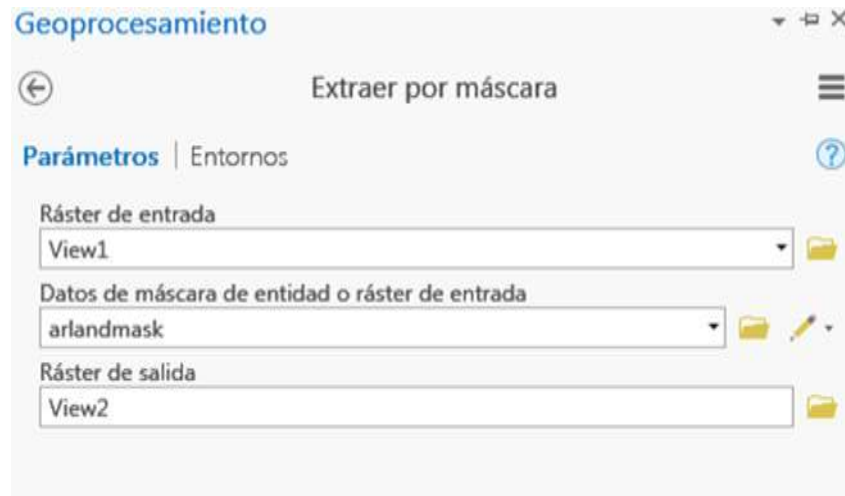 Geoprocesamiento
Extraer por máscara
Parámetros | Entornos
Ráster de entrada
View1
Datos de máscara de entidad o ráster de entrada
arlandmask
Ráster de salida
View2